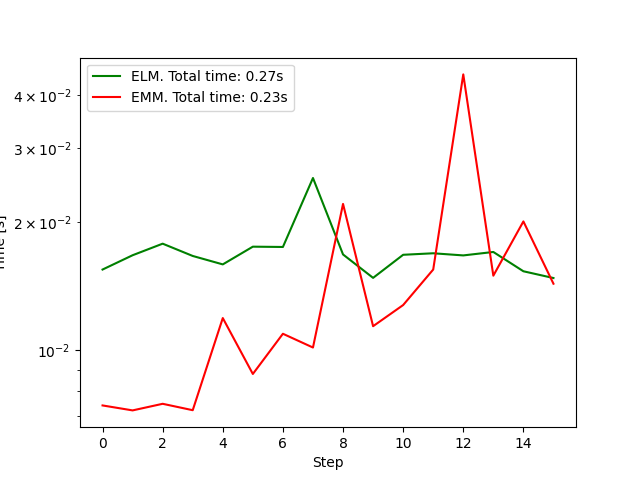 ELM. Total time: 0.27s
EMM. Total time: 0.23s
4 × 10⁻²
3 × 10⁻²
2 × 10⁻²
10⁻²
0 2 4 6 8 10 12 14
Step